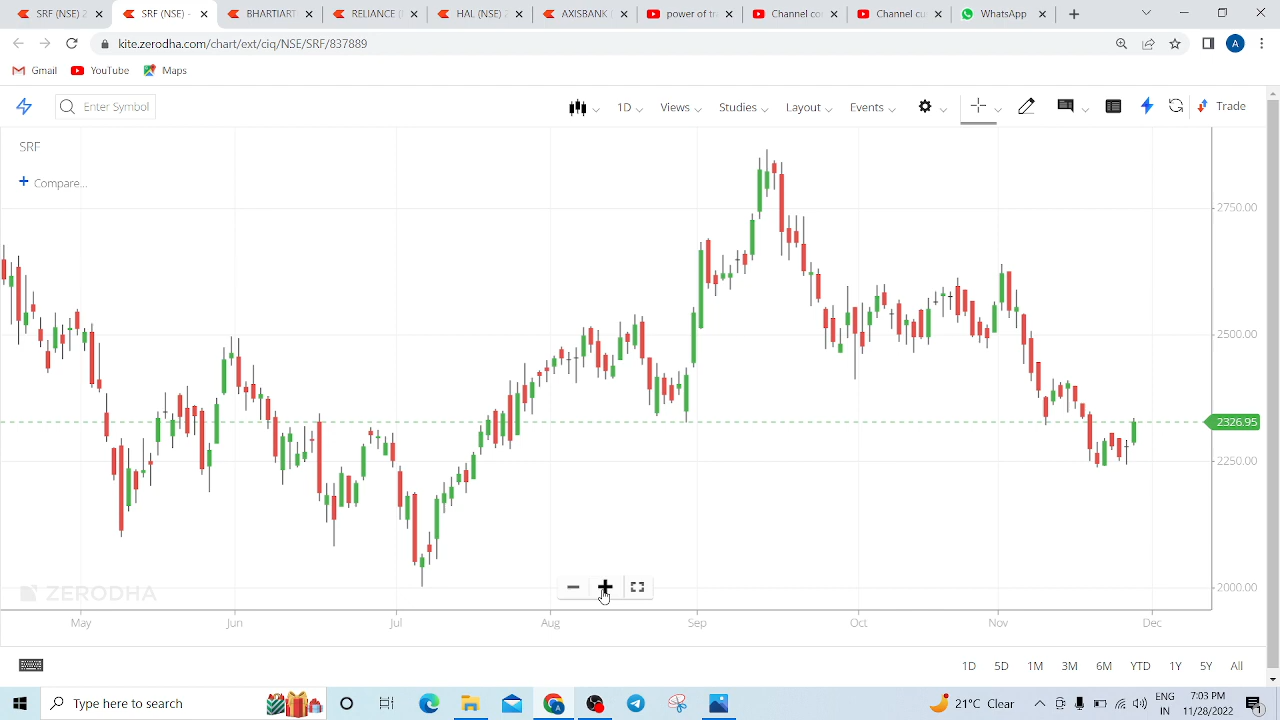 SRF (NSE) 2
SRF (NSE) -
BHARTIART
RELIANCE (
HAL (NSE) 2
AXISBANK
power of tr
Channel co
Channel cu
WhatsApp
kite.zerodha.com/chart/ext/ciq/NSE/SRF/837889
A
Gmail
YouTube
Maps
Enter Symbol
1D
Views
Studies
Layout
Events
Trade
SRF
Compare...
2750.00
2500.00
2326.95
2250.00
2000.00
ZERODHA
May
Jun
Jul
Aug
Sep
Oct
Nov
Dec
1D 5D 1M 3M 6M YTD 1Y 5Y All
Type here to search
21°C Clear
ENG
IN
7:03 PM
11/28/2022
1